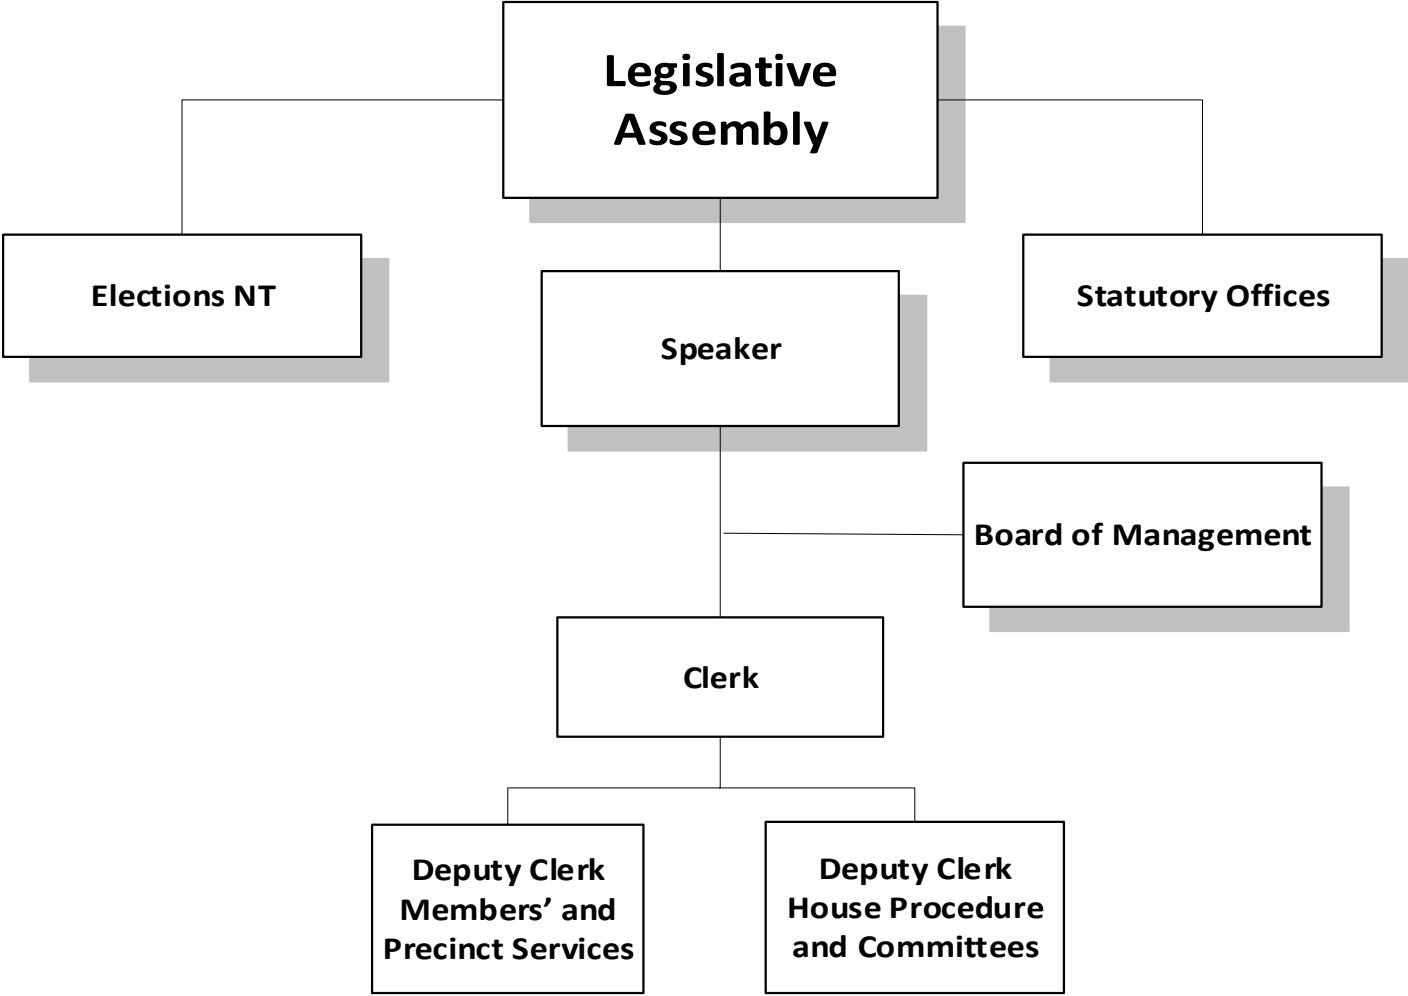 Legislative
Assembly
Elections NT
Statutory Offices
Speaker
Board of Management
Clerk
Deputy Clerk
Members’ and
Precinct Services
Deputy Clerk
House Procedure
and Committees